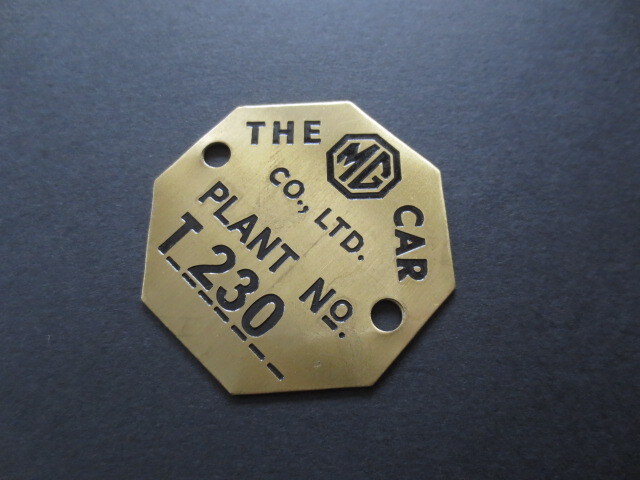 THE MG CAR
CO., LTD.
PLANT No.
T 230